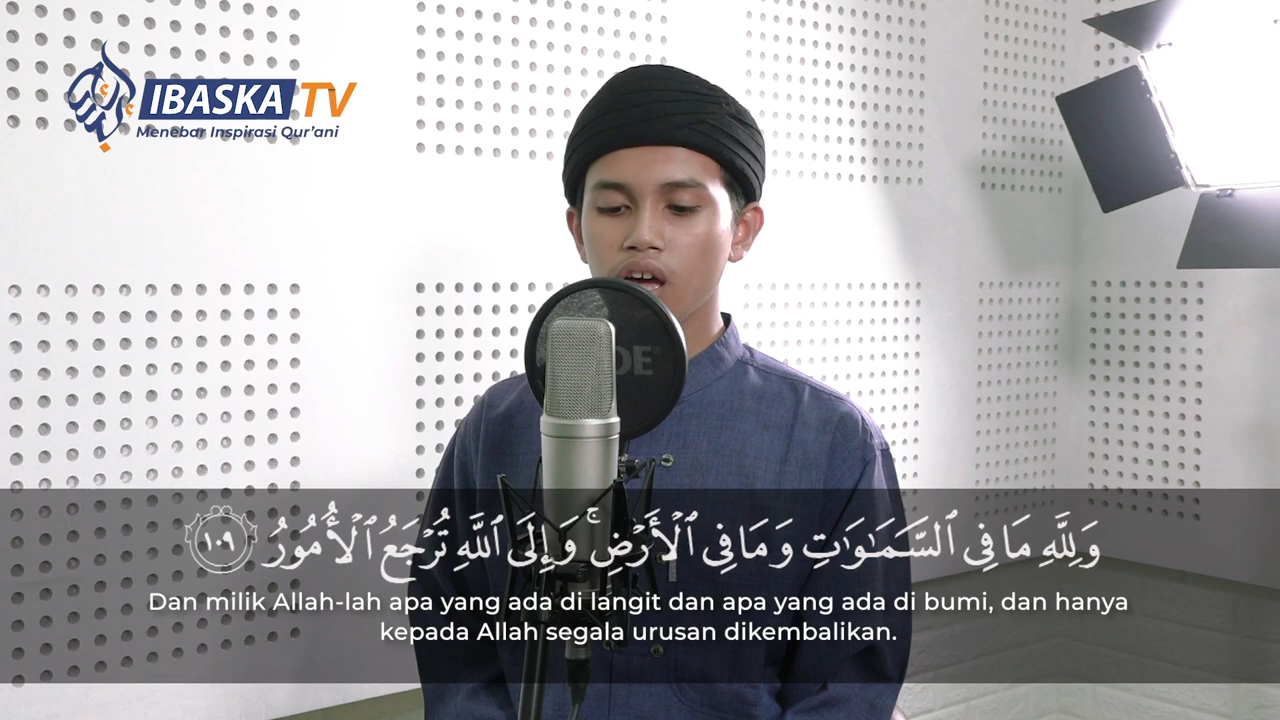 IBASKA TV
Menebar Inspirasi Qur'ani
DE
وَلِلَّهِ مَا فِي ٱلسَّمَـٰوَٰتِ وَمَا فِي ٱلْأَرْضِ ۚ وَإِلَى ٱللَّهِ تُرْجَعُ ٱلْأُمُورُ ١٠٩
Dan milik Allah-lah apa yang ada di langit dan apa yang ada di bumi, dan hanya
kepada Allah segala urusan dikembalikan.